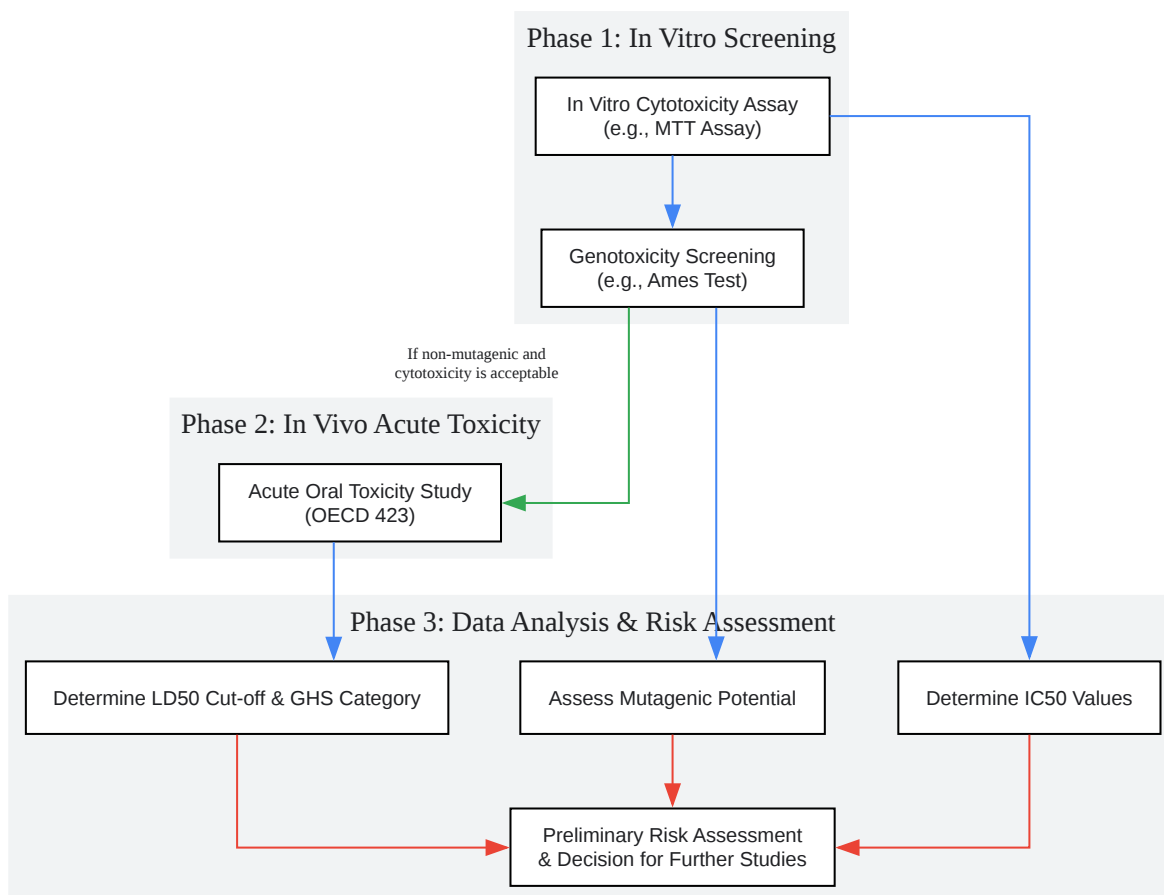 Phase 1: In Vitro Screening
In Vitro Cytotoxicity Assay
(e.g., MTT Assay)
Genotoxicity Screening
(e.g., Ames Test)
If non-mutagenic and
cytotoxicity is acceptable
Phase 2: In Vivo Acute Toxicity
Acute Oral Toxicity Study
(OECD 423)
Phase 3: Data Analysis & Risk Assessment
Determine LD50 Cut-off & GHS Category
Assess Mutagenic Potential
Determine IC50 Values
Preliminary Risk Assessment
& Decision for Further Studies